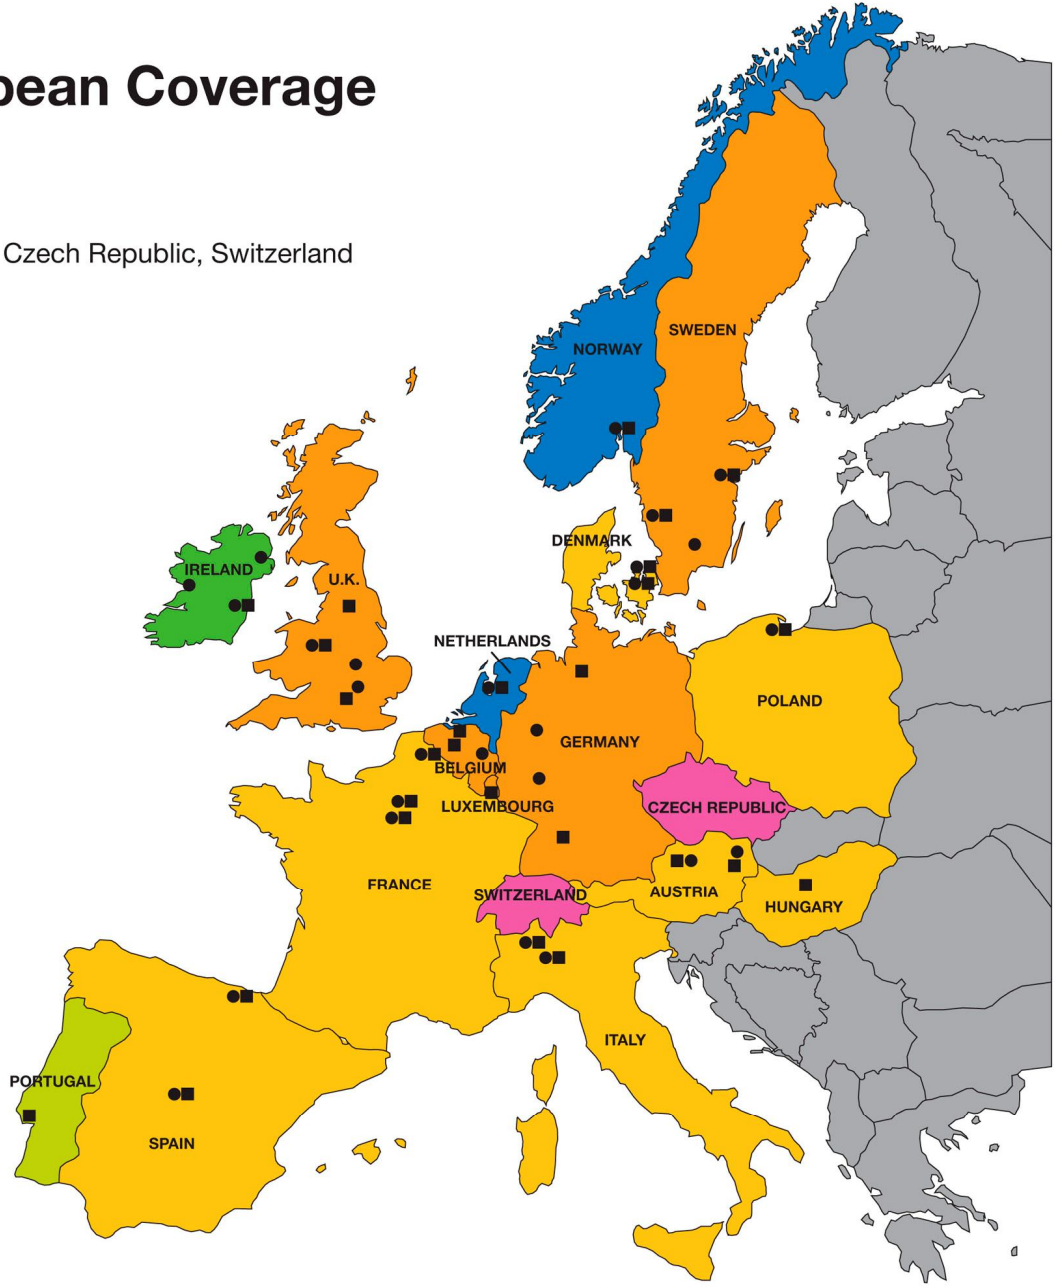 pean Coverage
Czech Republic, Switzerland
SWEDEN
NORWAY
DENMARK
IRELAND
U.K.
NETHERLANDS
POLAND
GERMANY
BELGIUM
LUXEMBOURG
CZECH REPUBLIC
FRANCE
SWITZERLAND
AUSTRIA
HUNGARY
ITALY
PORTUGAL
SPAIN